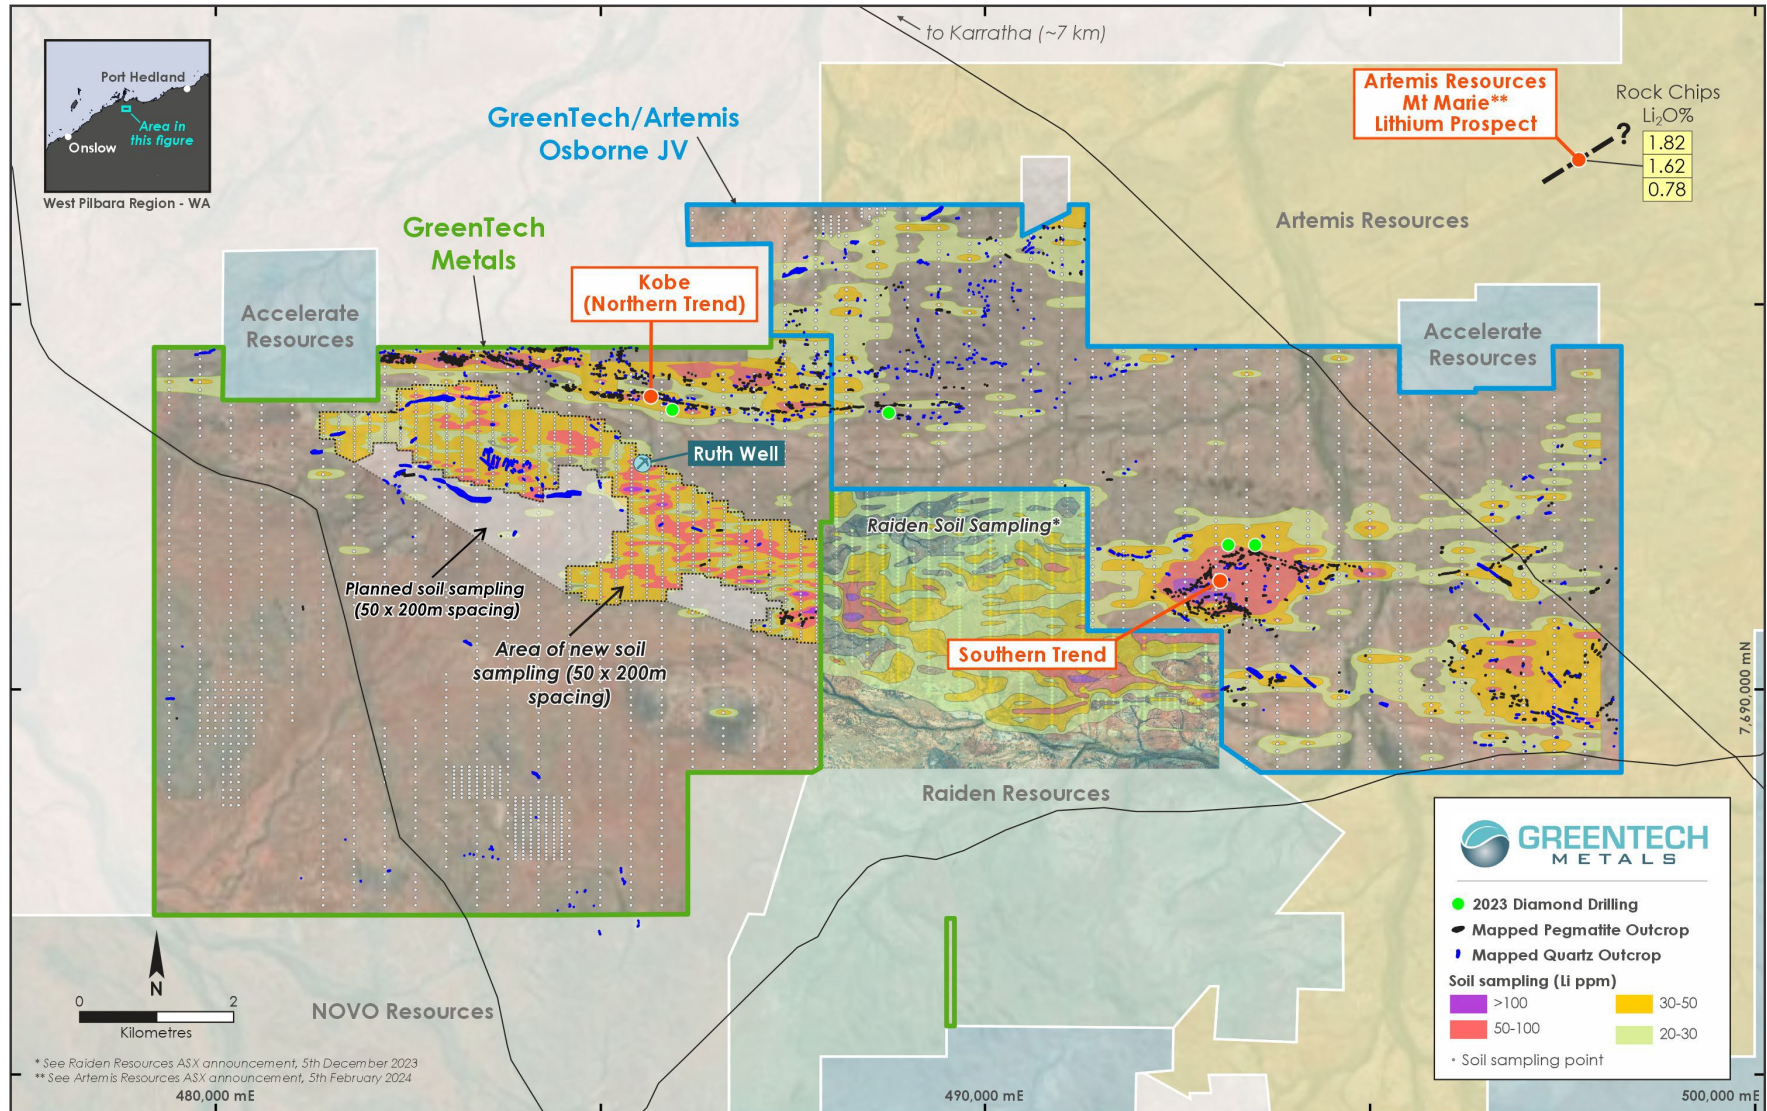 to Karratha (~7 km)
Port Hedland
Area in
this figure
Onslow
West Pilbara Region - WA
GreenTech/Artemis
Osborne JV
GreenTech
Metals
Artemis Resources
Mt Marie**
Lithium Prospect
Rock Chips
Li₂O%
?
1.82
1.62
0.78
Artemis Resources
Accelerate
Resources
Kobe
(Northern Trend)
Accelerate
Resources
Ruth Well
Raiden Soil Sampling*
Planned soil sampling
(50 x 200m spacing)
Area of new soil
sampling (50 x 200m
spacing)
Southern Trend
7,690,000 mN
Raiden Resources
GREENTECH
METALS
2023 Diamond Drilling
Mapped Pegmatite Outcrop
Mapped Quartz Outcrop
Soil sampling (Li ppm)
>100
30-50
50-100
20-30
Soil sampling point
N
0 2
Kilometres
NOVO Resources
* See Raiden Resources ASX announcement, 5th December 2023
** See Artemis Resources ASX announcement, 5th February 2024
480,000 mE
490,000 mE
500,000 mE